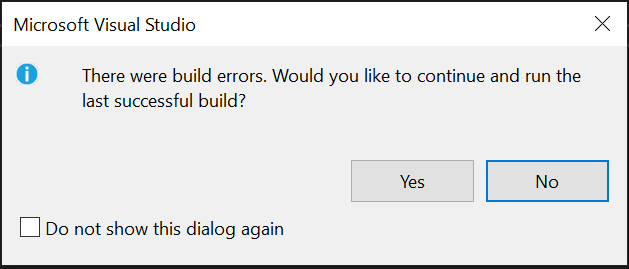 Microsoft Visual Studio
There were build errors. Would you like to continue and run the
last successful build?
Yes
No
Do not show this dialog again